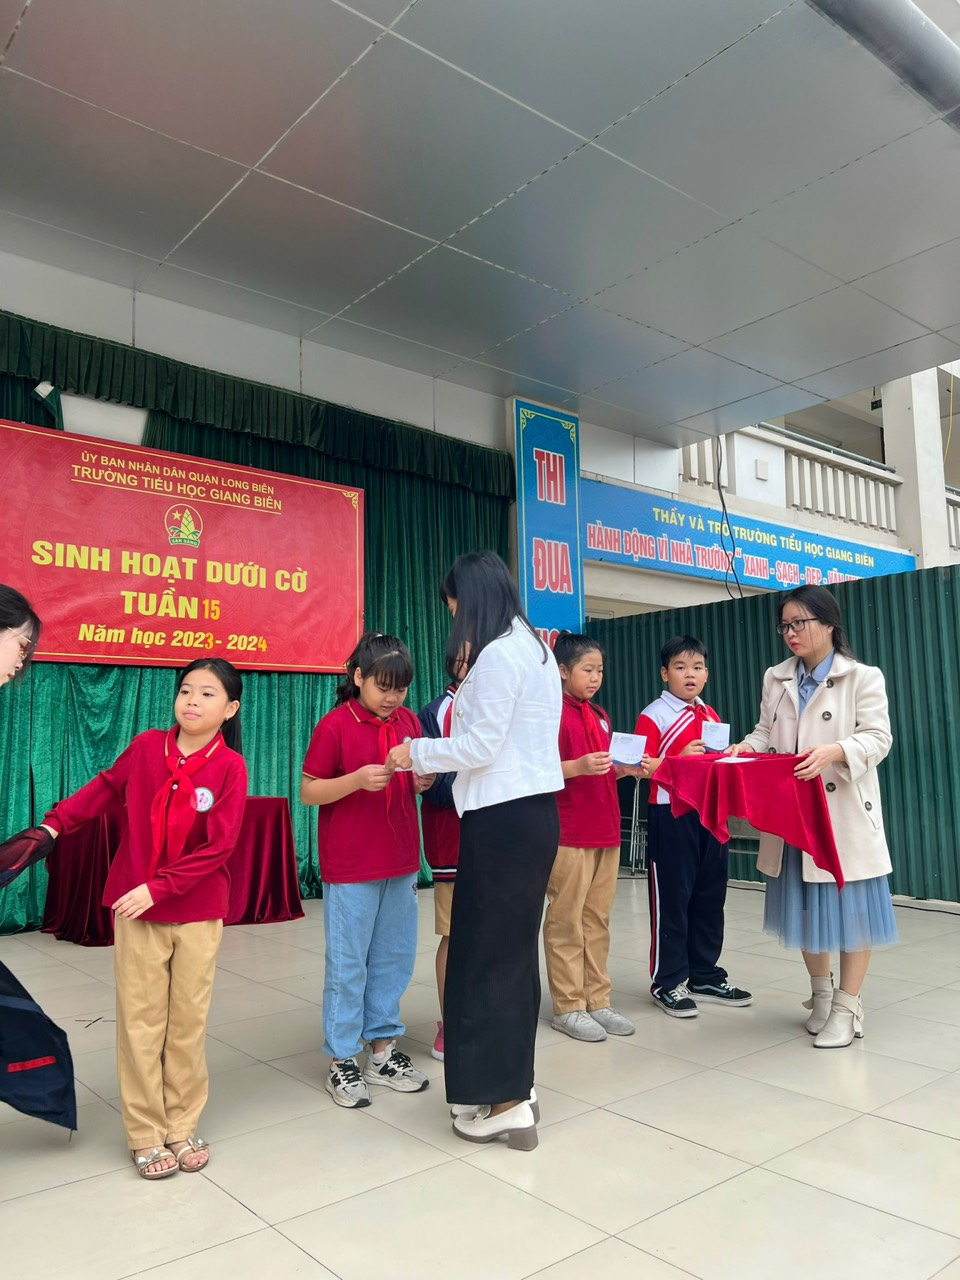 ỦY BAN NHÂN DÂN QUẬN LONG BIÊN
TRƯỜNG TIỂU HỌC GIANG BIÊN
SẴN SÀNG
SINH HOẠT DƯỚI CỜ
TUẦN 15
Năm học 2023 - 2024
THI
ĐUA
THẦY VÀ TRÒ TRƯỜNG TIỂU HỌC GIANG BIÊN
HÀNH ĐỘNG VÌ NHÀ TRƯỜNG "XANH - SẠCH - ĐẸP -